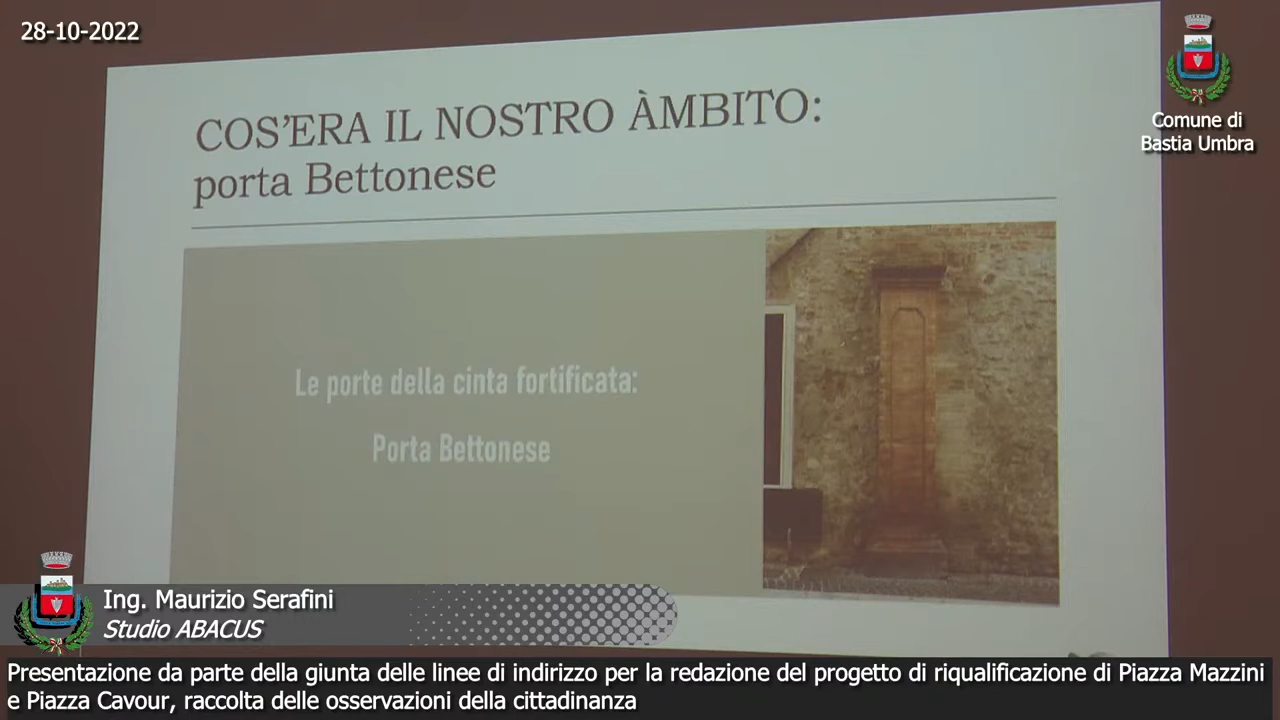 28-10-2022
COS'ERA IL NOSTRO ÀMBITO:
porta Bettonese
Comune di
Bastia Umbra
Le porte della cinta fortificata:
Porta Bettonese
Ing. Maurizio Serafini
Studio ABACUS
Presentazione da parte della giunta delle linee di indirizzo per la redazione del progetto di riqualificazione di Piazza Mazzini
e Piazza Cavour, raccolta delle osservazioni della cittadinanza